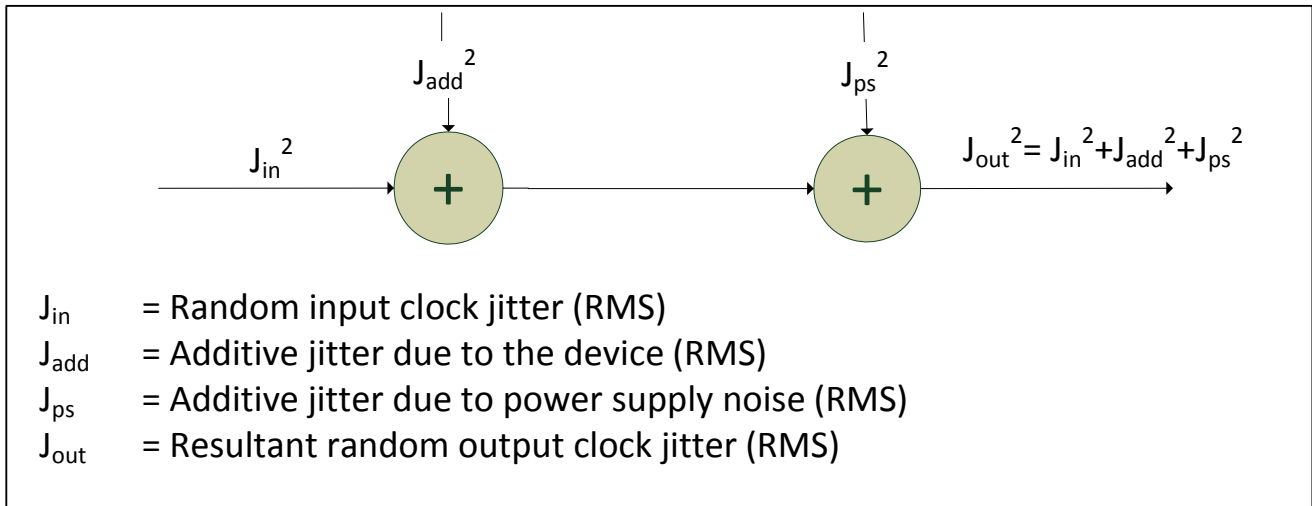 J_add^2
J_ps^2
J_in^2
J_out^2= J_in^2+J_add^2+J_ps^2
+
+
J_in = Random input clock jitter (RMS)
J_add = Additive jitter due to the device (RMS)
J_ps = Additive jitter due to power supply noise (RMS)
J_out = Resultant random output clock jitter (RMS)